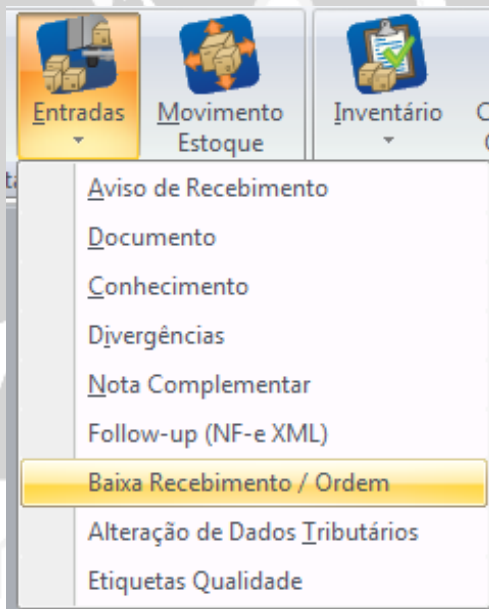 Entradas
Movimento
Estoque
Inventário
Aviso de Recebimento
Documento
Conhecimento
Divergências
Nota Complementar
Follow-up (NF-e XML)
Baixa Recebimento / Ordem
Alteração de Dados Tributários
Etiquetas Qualidade